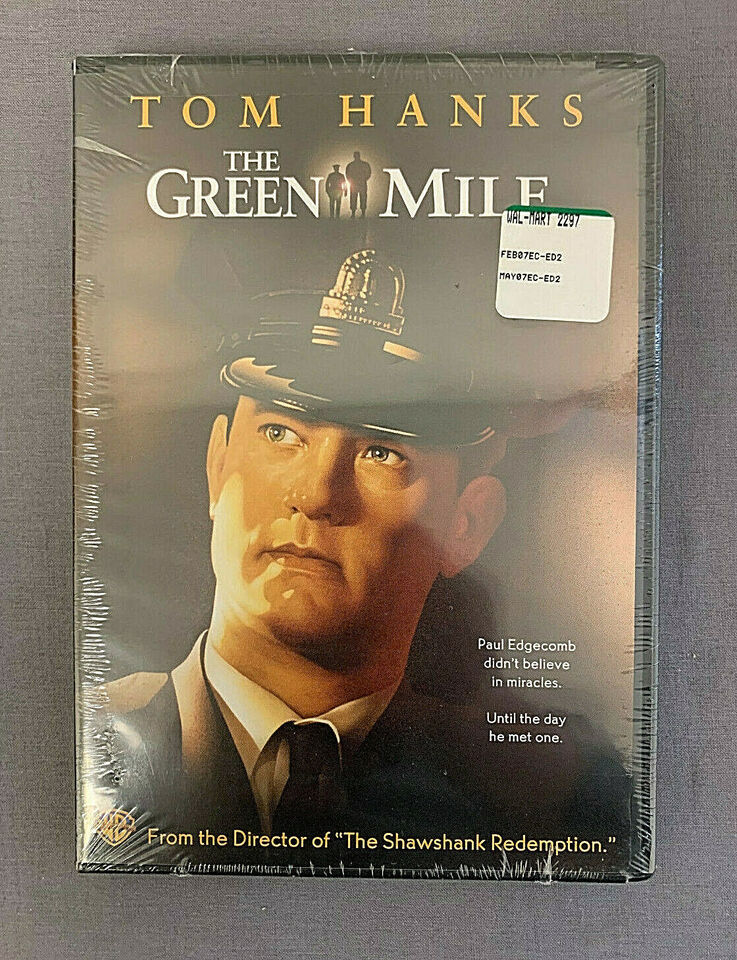 TOM HANKS
THE
GREEN MILE
WAL-MART 2297
FEB07EC-ED2
MAY07EC-ED2
Paul Edgecomb
didn't believe
in miracles.
Until the day
he met one.
WB
From the Director of "The Shawshank Redemption."